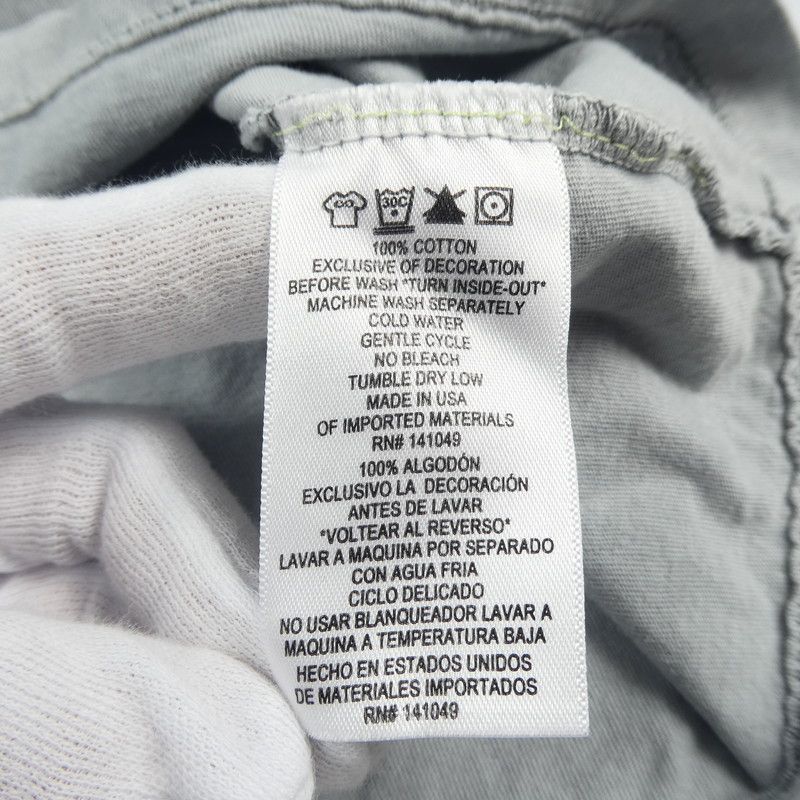 30C
100% COTTON
EXCLUSIVE OF DECORATION
BEFORE WASH *TURN INSIDE-OUT*
MACHINE WASH SEPARATELY
COLD WATER
GENTLE CYCLE
NO BLEACH
TUMBLE DRY LOW
MADE IN USA
OF IMPORTED MATERIALS
RN# 141049
100% ALGODÓN
EXCLUSIVO LA DECORACIÓN
ANTES DE LAVAR
*VOLTEAR AL REVERSO*
LAVAR A MAQUINA POR SEPARADO
CON AGUA FRIA
CICLO DELICADO
NO USAR BLANQUEADOR LAVAR A
MAQUINA A TEMPERATURA BAJA
HECHO EN ESTADOS UNIDOS
DE MATERIALES IMPORTADOS
RN# 141049